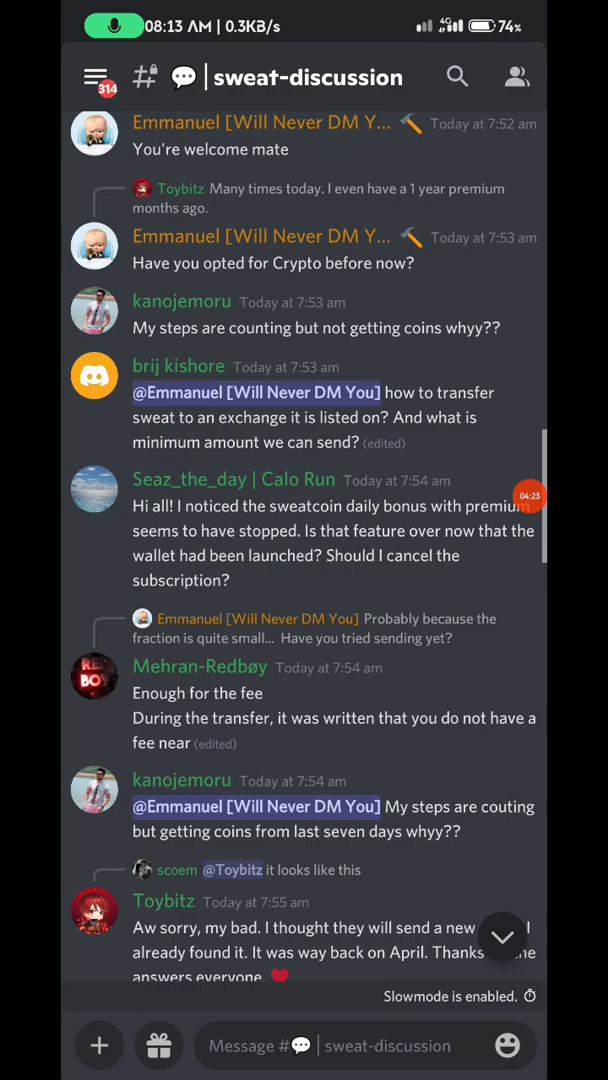 08:13 AM | 0.3KB/s
4G
74%
314
# 💬 | sweat-discussion
Emmanuel [Will Never DM Y... 🔨 Today at 7:52 am
You're welcome mate
Toybitz Many times today. I even have a 1 year premium
months ago.
Emmanuel [Will Never DM Y... 🔨 Today at 7:53 am
Have you opted for Crypto before now?
kanojemoru Today at 7:53 am
My steps are counting but not getting coins whyy??
brij kishore Today at 7:53 am
@Emmanuel [Will Never DM You] how to transfer
sweat to an exchange it is listed on? And what is
minimum amount we can send? (edited)
Seaz_the_day | Calo Run Today at 7:54 am
04:23
Hi all! I noticed the sweatcoin daily bonus with premium
seems to have stopped. Is that feature over now that the
wallet had been launched? Should I cancel the
subscription?
Emmanuel [Will Never DM You] Probably because the
fraction is quite small... Have you tried sending yet?
RED
BOY
Mehran-Redbøy Today at 7:54 am
Enough for the fee
During the transfer, it was written that you do not have a
fee near (edited)
kanojemoru Today at 7:54 am
@Emmanuel [Will Never DM You] My steps are couting
but getting coins from last seven days whyy??
scoem @Toybitz it looks like this
Toybitz Today at 7:55 am
Aw sorry, my bad. I thought they will send a new
already found it. It was way back on April. Thanks
answers everyone. ❤️
Slowmode is enabled.
Message #💬 | sweat-discussion